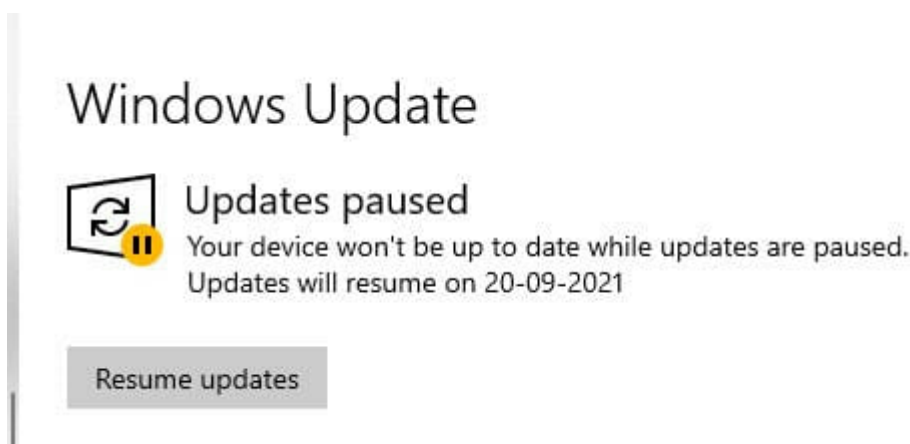 Windows Update
Updates paused
Your device won't be up to date while updates are paused.
Updates will resume on 20-09-2021
Resume updates